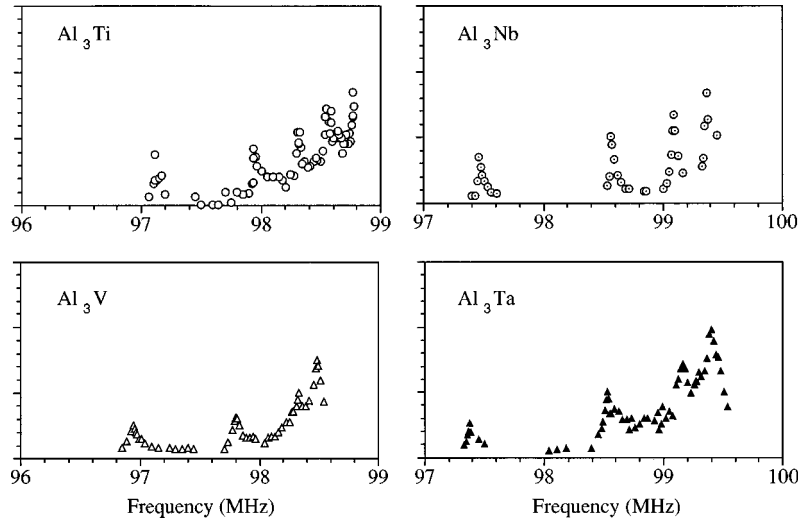 Al3Ti
Al3Nb
96 97 98 99
97 98 99 100
Al3V
Al3Ta
96 97 98 99
97 98 99 100
Frequency (MHz)
Frequency (MHz)